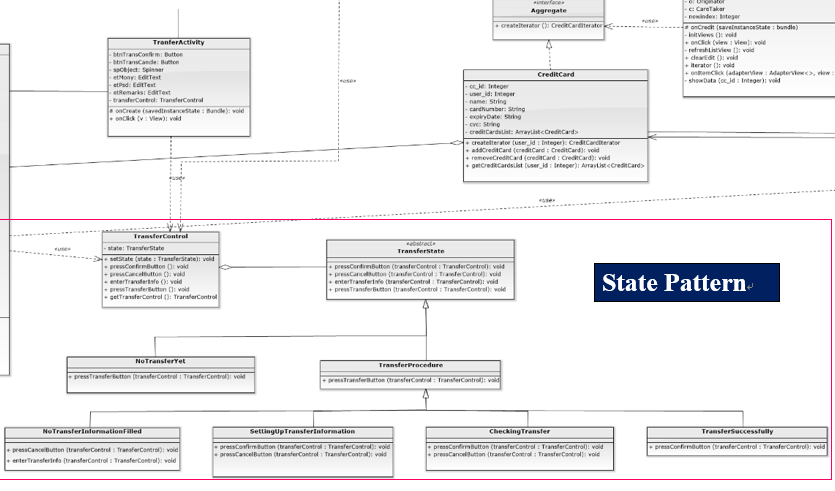 TranferActivity
- btnTransConfirm: Button
- btnTransCancle: Button
- spObject: Spinner
- etMony: EditText
- etPsd: EditText
- etRemarks: EditText
- transferControl: TransferControl
# onCreate (savedInstanceState : Bundle): void
+ onClick (v : View): void
«use»
«interface»
Aggregate
+ createIterator (): CreditCardIterator
«use»
- o: Originator
- c: CareTaker
- newindex: Integer
# onCredit (saveInstanceState : bundle)
- initViews (): void
+ onClick (view : View): void
- refreshListView (): void
+ clearEdit (): void
+ iterator (): void
+ onItemClick (adapterView : AdapterView<>, view :
- showData (cc_id : Integer): void
CreditCard
- cc_id: Integer
- user_id: Integer
- name: String
- cardNumber: String
- expiryDate: String
- cvc: String
- creditCardsList: ArrayList<CreditCard>
+ createIterator (user_id : Integer): CreditCardIterator
+ addCreditCard (creditCard : CreditCard): void
+ removeCreditCard (creditCard : CreditCard): void
+ getCreditCardsList (user_id : Integer): ArrayList<CreditCard>
«use»
«use»
«use»
TransferControl
- state: TransferState
+ setState (state : TransferState): void
+ pressConfirmButton (): void
+ pressCancelButton (): void
+ enterTransferInfo (): void
+ pressTransferButton (): void
+ getTransferControl (): TransferControl
«abstract»
TransferState
+ pressConfirmButton (transferControl : TransferControl): void
+ pressCancelButton (transferControl : TransferControl): void
+ enterTransferInfo (transferControl : TransferControl): void
+ pressTransferButton (transferControl : TransferControl): void
State Pattern
NoTransferYet
+ pressTransferButton (transferControl : TransferControl): void
TransferProcedure
+ pressTransferButton (transferControl : TransferControl): void
NoTransferInformationFilled
+ pressCancelButton (transferControl : TransferControl): void
+ enterTransferInfo (transferControl : TransferControl): void
SettingUpTransferInformation
+ pressConfirmButton (transferControl : TransferControl): void
+ pressCancelButton (transferControl : TransferControl): void
CheckingTransfer
+ pressConfirmButton (transferControl : TransferControl): void
+ pressCancelButton (transferControl : TransferControl): void
TransferSuccessfully
+ pressConfirmButton (transferControl : TransferControl): void